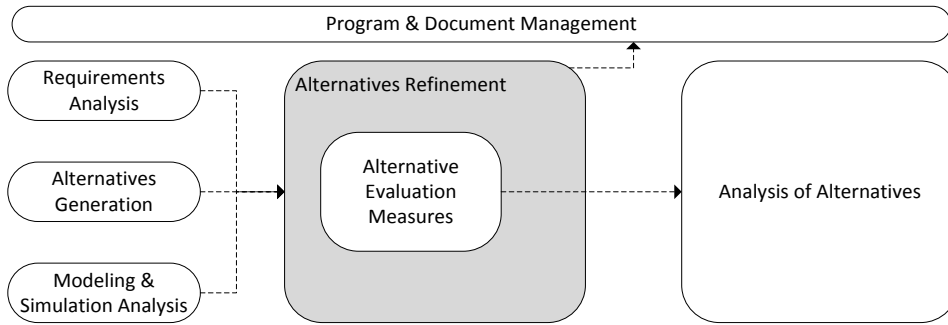 Program & Document Management
Requirements
Analysis
Alternatives
Generation
Modeling &
Simulation Analysis
Alternatives Refinement
Alternative
Evaluation
Measures
Analysis of Alternatives